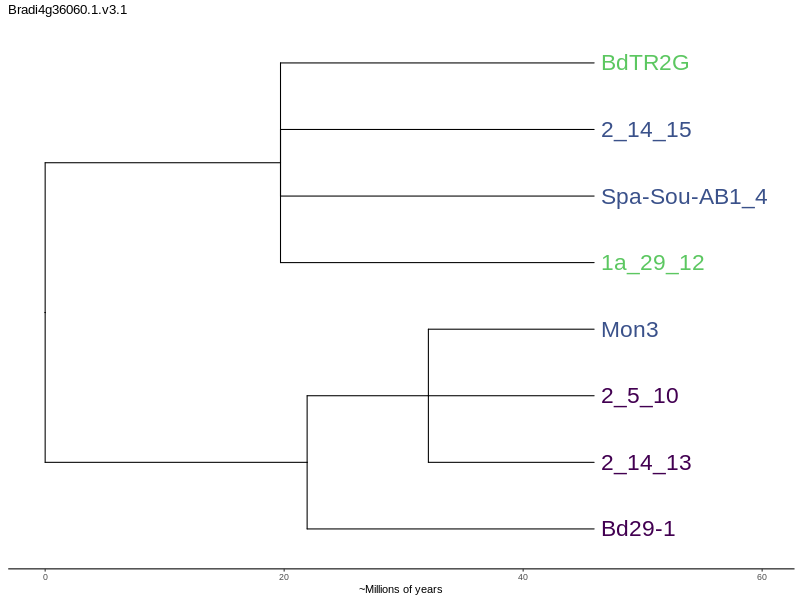 Bradi4g36060.1.v3.1
BdTR2G
2_14_15
Spa-Sou-AB1_4
1a_29_12
Mon3
2_5_10
2_14_13
Bd29-1
0 20 40 60
~Millions of years